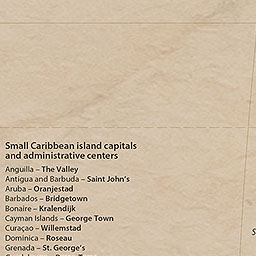 Small Caribbean island capitals
and administrative centers
Anguilla – The Valley
Antigua and Barbuda – Saint John's
Aruba – Oranjestad
Barbados – Bridgetown
Bonaire – Kralendijk
Cayman Islands – George Town
Curaçao – Willemstad
Dominica – Roseau
Grenada – St. George's